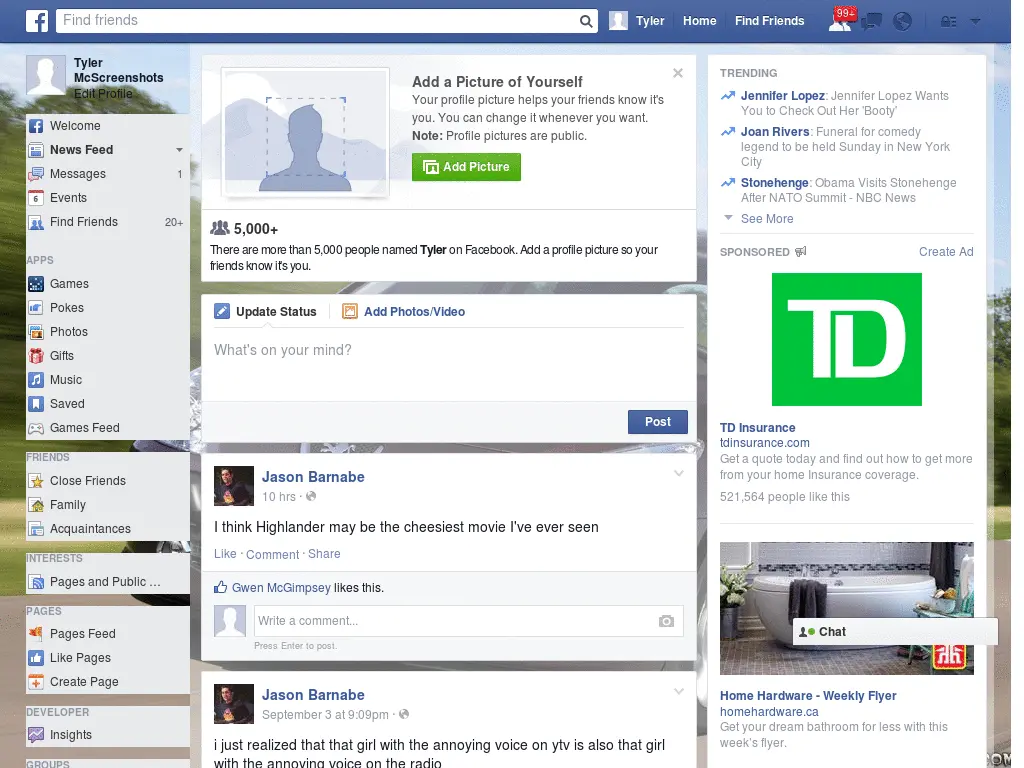 Find friends
Tyler
Home
Find Friends
99+
Tyler
McScreenshots
Edit Profile
Welcome
News Feed
Messages
1
6
Events
Find Friends
20+
APPS
Games
Pokes
Photos
Gifts
Music
Saved
Games Feed
FRIENDS
Close Friends
Family
Acquaintances
INTERESTS
Pages and Public ...
PAGES
Pages Feed
Like Pages
Create Page
DEVELOPER
Insights
GROUPS
Add a Picture of Yourself
Your profile picture helps your friends know it's
you. You can change it whenever you want.
Note: Profile pictures are public.
Add Picture
5,000+
There are more than 5,000 people named Tyler on Facebook. Add a profile picture so your
friends know it's you.
Update Status
Add Photos/Video
What's on your mind?
Post
Jason Barnabe
10 hrs ·
I think Highlander may be the cheesiest movie I've ever seen
Like · Comment · Share
Gwen McGimpsey likes this.
Write a comment...
Press Enter to post.
Jason Barnabe
September 3 at 9:09pm ·
i just realized that that girl with the annoying voice on ytv is also that girl
with the annoying voice on the radio
TRENDING
Jennifer Lopez: Jennifer Lopez Wants
You to Check Out Her 'Booty'
Joan Rivers: Funeral for comedy
legend to be held Sunday in New York
City
Stonehenge: Obama Visits Stonehenge
After NATO Summit - NBC News
See More
SPONSORED
Create Ad
TD
TD Insurance
tdinsurance.com
Get a quote today and find out how to get more
from your home Insurance coverage.
521,564 people like this
Chat
Home Hardware - Weekly Flyer
homehardware.ca
Get your dream bathroom for less with this
week's flyer.